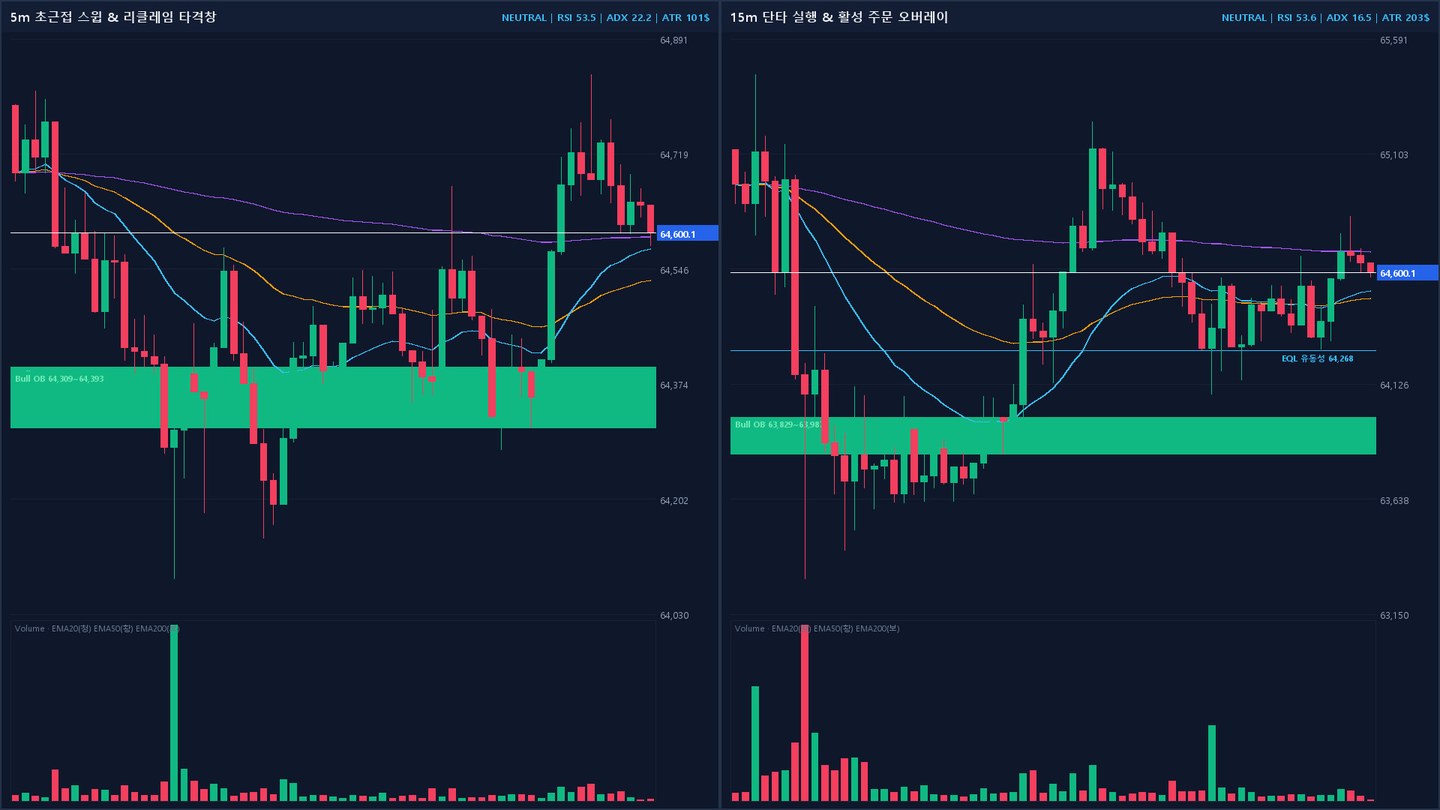 5m 초근접 스윕 & 리클레임 타격창
NEUTRAL | RSI 53.5 | ADX 22.2 | ATR 101$
64,891
64,719
64,600.1
64,546
64,374
64,202
64,030
Bull OB 64,309~64,393
Volume · EMA20(청) EMA50(황) EMA200(
15m 단타 실행 & 활성 주문 오버레이
NEUTRAL | RSI 53.6 | ADX 16.5 | ATR 203$
65,591
65,103
64,600.1
EQL 유동성 64,268
64,126
Bull OB 63,829~63,98
63,638
63,150
Volume · EMA20( ) EMA50(황) EMA200(보)